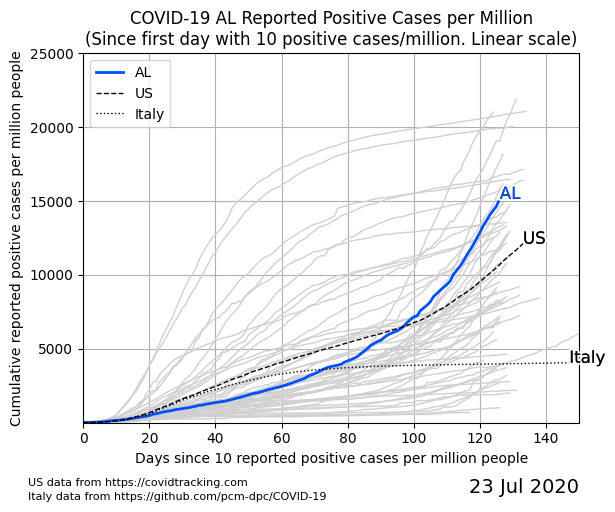 COVID-19 AL Reported Positive Cases per Million
(Since first day with 10 positive cases/million. Linear scale)
Cumulative reported positive cases per million people
25000
20000
15000
10000
5000
AL
US
Italy
AL
US
Italy
0 20 40 60 80 100 120 140
Days since 10 reported positive cases per million people
US data from https://covidtracking.com
Italy data from https://github.com/pcm-dpc/COVID-19
23 Jul 2020